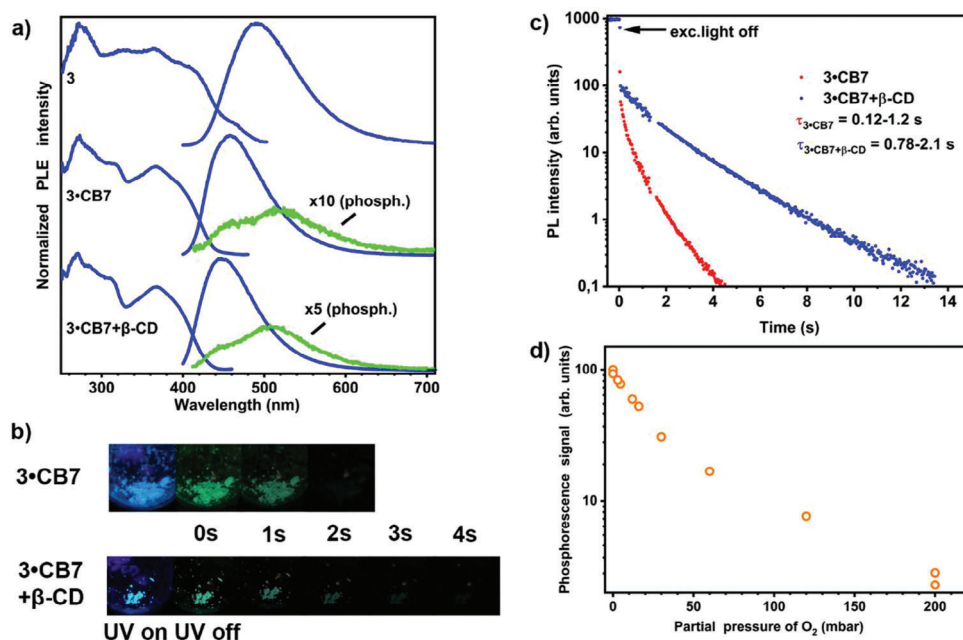 a)
Normalized PLE intensity
3
3•CB7
x10 (phosph.)
3•CB7+β-CD
x5 (phosph.)
300 400 500 600 700
Wavelength (nm)
b)
3•CB7
0s 1s 2s 3s 4s
3•CB7
+β-CD
UV on UV off
c)
PL intensity (arb. units)
1000
100
10
1
0,1
exc.light off
3•CB7
3•CB7+β-CD
τ3•CB7 = 0.12-1.2 s
τ3•CB7+β-CD = 0.78-2.1 s
0 2 4 6 8 10 12 14
Time (s)
d)
Phosphorescence signal (arb. units)
100
10
0 50 100 150 200
Partial pressure of O2 (mbar)